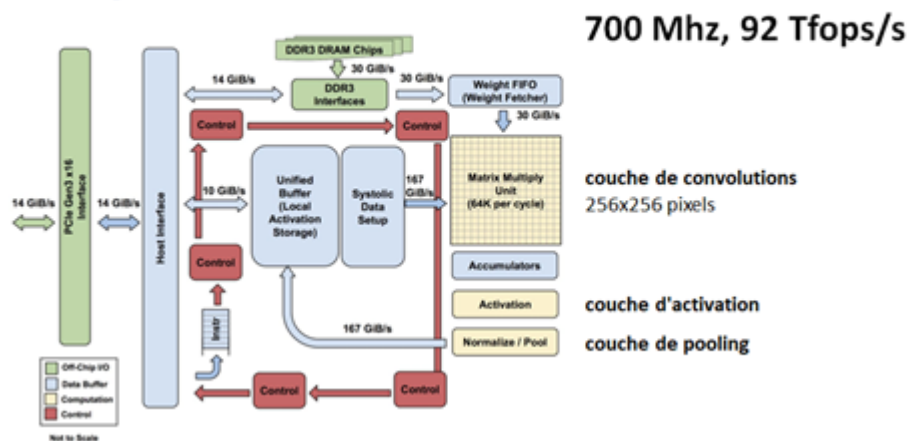 700 Mhz, 92 Tfops/s
DDR3 DRAM Chips
30 GiB/s
14 GiB/s
DDR3
Interfaces
30 GiB/s
Weight FIFO
(Weight Fetcher)
30 GiB/s
Control
Control
PCIe Gen3 x16
Interface
14 GiB/s
14 GiB/s
Host Interface
10 GiB/s
Unified
Buffer
(Local
Activation
Storage)
Systolic
Data
Setup
167
GiB/s
Matrix Multiply
Unit
(64K per cycle)
couche de convolutions
256x256 pixels
Control
Accumulators
Activation
couche d'activation
Instr
167 GiB/s
Normalize / Pool
couche de pooling
Control
Control
Off-Chip I/O
Data Buffer
Computation
Control
Not to Scale